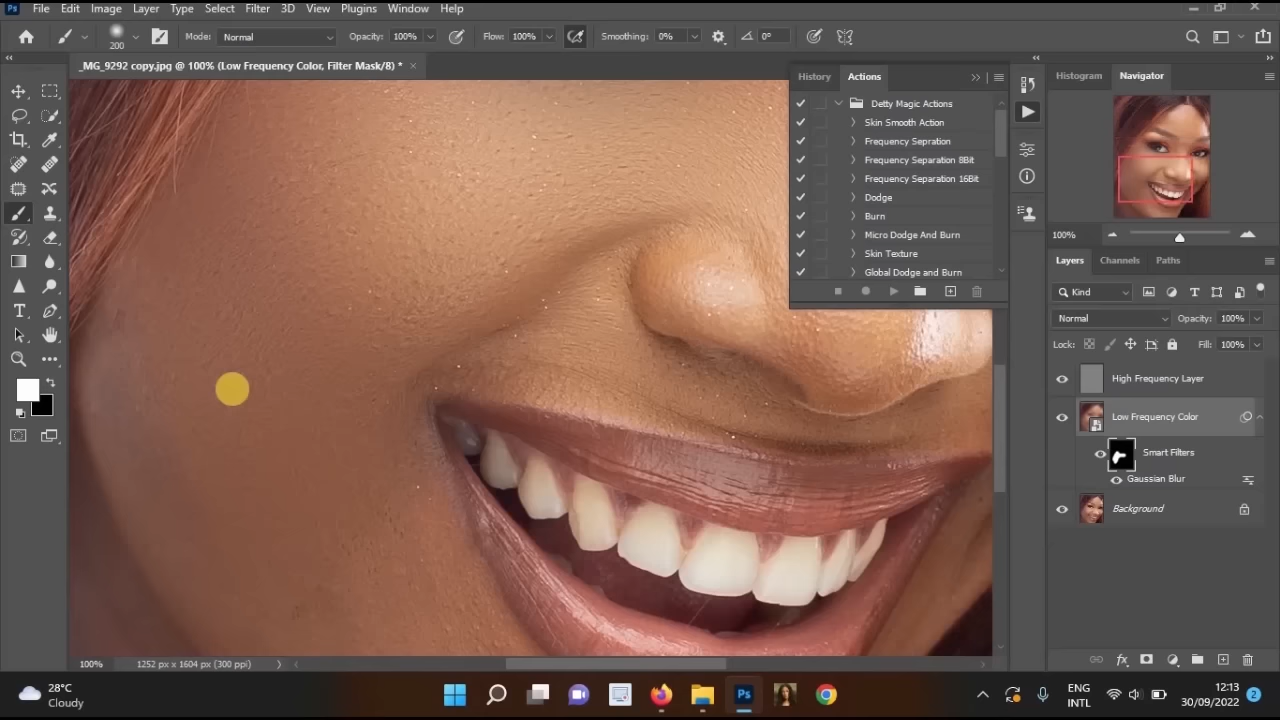 Ps File Edit Image Layer Type Select Filter 3D View Plugins Window Help
200 Mode: Normal Opacity: 100% Flow: 100% Smoothing: 0% 0°
_MG_9292 copy.jpg @ 100% (Low Frequency Color, Filter Mask/8) *
History Actions
Detty Magic Actions
Skin Smooth Action
Frequency Sepration
Frequency Separation 8Bit
Frequency Separation 16Bit
Dodge
Burn
Micro Dodge And Burn
Skin Texture
Global Dodge and Burn
Histogram Navigator
100%
Layers Channels Paths
Kind
Normal Opacity: 100%
Lock: Fill: 100%
High Frequency Layer
Low Frequency Color
Smart Filters
Gaussian Blur
Background
100% 1252 px x 1604 px (300 ppi)
28°C
Cloudy
Ps
ENG
INTL
12:13
30/09/2022
2